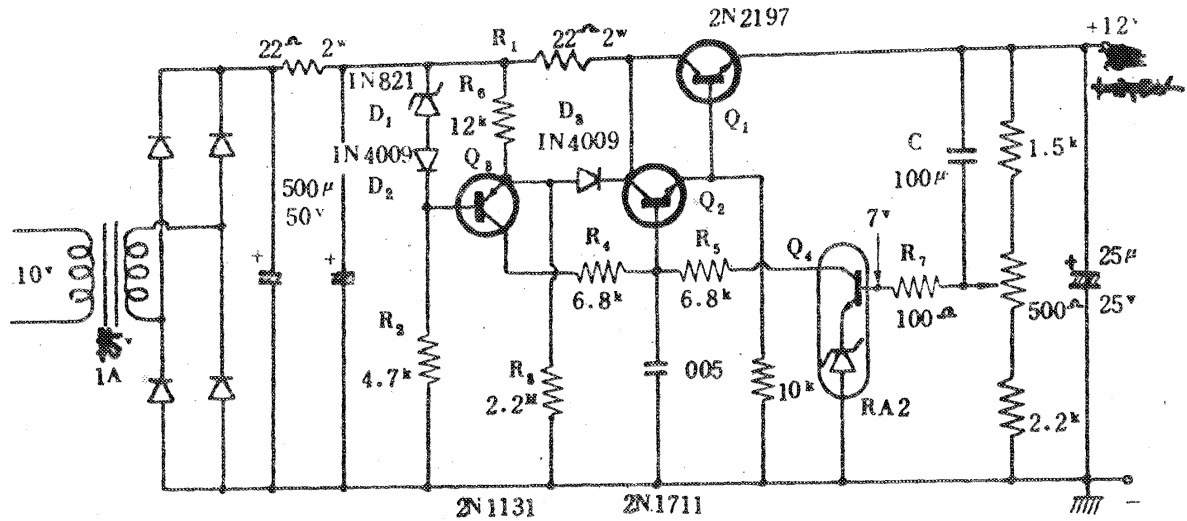 2N2197
+12v
22Ω 2w
R1
22Ω 2w
IN821
D1
R6
12k
D3
IN4009
Q1
IN4009
D2
Q3
500μ
50v
Q2
C
100μ
1.5k
7v
10v
R4
6.8k
R5
6.8k
Q4
R7
100Ω
500Ω
25μ
25v
1A
R2
4.7k
R8
2.2M
005
10k
RA2
2.2k
2N1131
2N1711